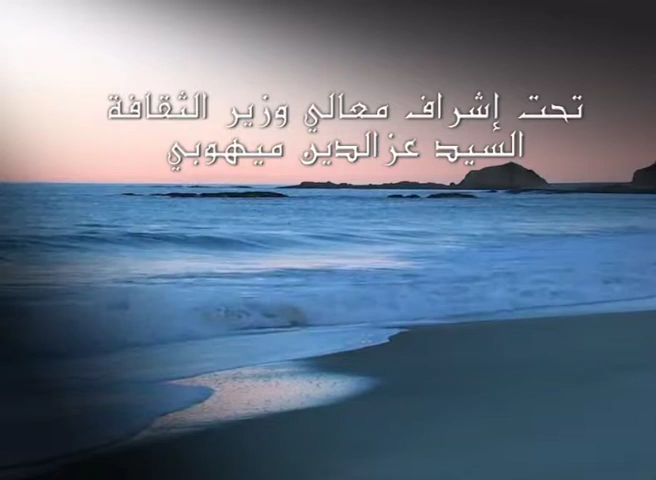 تحت إشراف معالي وزير الثقافة
السيد عزالدين ميهوبي